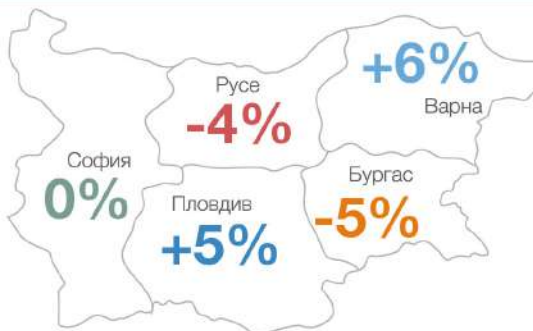 +6%
Варна
Русе
-4%
София
0%
Пловдив
+5%
Бургас
-5%